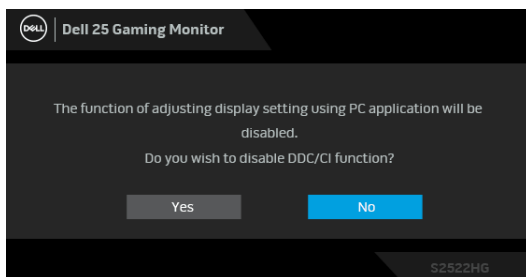 DELL Dell 25 Gaming Monitor
The function of adjusting display setting using PC application will be
disabled.
Do you wish to disable DDC/CI function?
Yes No
S2522HG